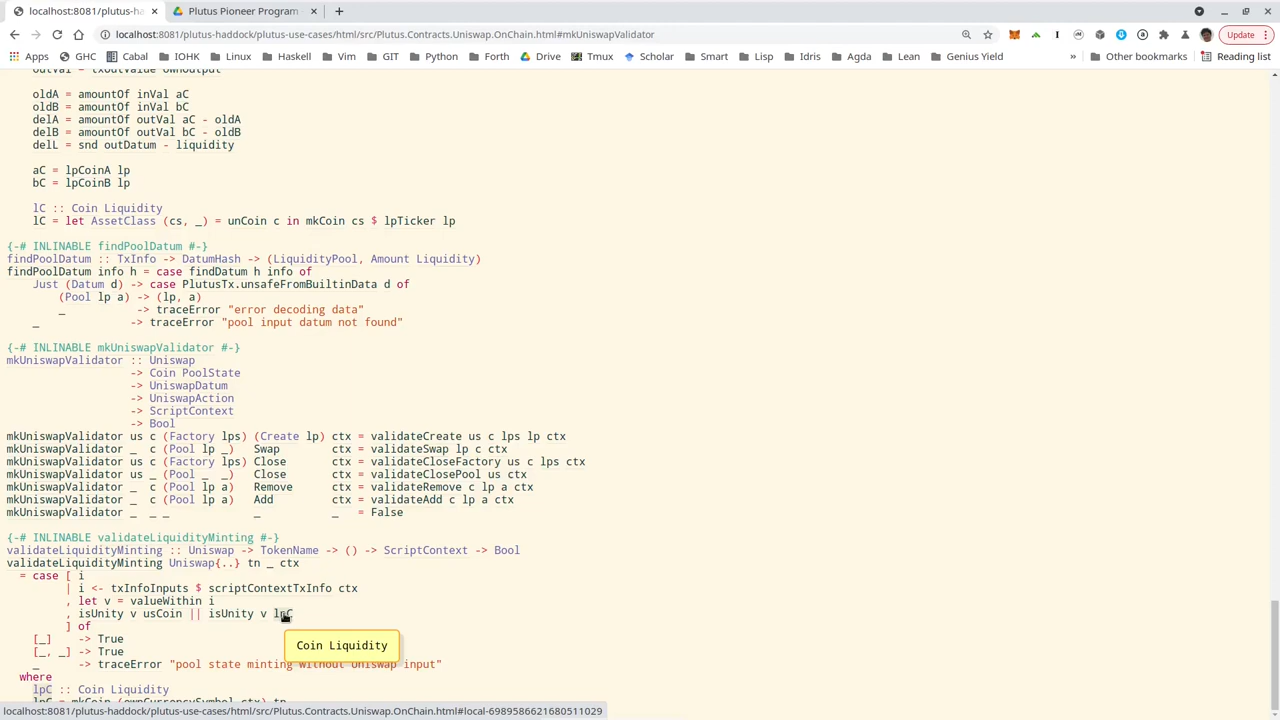 localhost:8081/plutus-ha
Plutus Pioneer Program
localhost:8081/plutus-haddock/plutus-use-cases/html/src/Plutus.Contracts.Uniswap.OnChain.html#mkUniswapValidator
Update
Apps GHC Cabal IOHK Linux Haskell Vim GIT Python Forth Drive Tmux Scholar Smart Lisp Idris Agda Lean Genius Yield » Other bookmarks Reading list
outVal = txOutValue ownOutput
oldA = amountOf inVal aC
oldB = amountOf inVal bC
delA = amountOf outVal aC - oldA
delB = amountOf outVal bC - oldB
delL = snd outDatum - liquidity
aC = lpCoinA lp
bC = lpCoinB lp
lC :: Coin Liquidity
lC = let AssetClass (cs, _) = unCoin c in mkCoin cs $ lpTicker lp
{-# INLINABLE findPoolDatum #-}
findPoolDatum :: TxInfo -> DatumHash -> (LiquidityPool, Amount Liquidity)
findPoolDatum info h = case findDatum h info of
Just (Datum d) -> case PlutusTx.unsafeFromBuiltinData d of
(Pool lp a) -> (lp, a)
_ -> traceError "error decoding data"
_ -> traceError "pool input datum not found"
{-# INLINABLE mkUniswapValidator #-}
mkUniswapValidator :: Uniswap
-> Coin PoolState
-> UniswapDatum
-> UniswapAction
-> ScriptContext
-> Bool
mkUniswapValidator us c (Factory lps) (Create lp) ctx = validateCreate us c lps lp ctx
mkUniswapValidator _ c (Pool lp _) Swap ctx = validateSwap lp c ctx
mkUniswapValidator us c (Factory lps) Close ctx = validateCloseFactory us c lps ctx
mkUniswapValidator us _ (Pool _ _) Close ctx = validateClosePool us ctx
mkUniswapValidator _ c (Pool lp a) Remove ctx = validateRemove c lp a ctx
mkUniswapValidator _ c (Pool lp a) Add ctx = validateAdd c lp a ctx
mkUniswapValidator _ _ _ _ _ = False
{-# INLINABLE validateLiquidityMinting #-}
validateLiquidityMinting :: Uniswap -> TokenName -> () -> ScriptContext -> Bool
validateLiquidityMinting Uniswap{..} tn _ ctx
= case [ i
| i <- txInfoInputs $ scriptContextTxInfo ctx
, let v = valueWithin i
, isUnity v usCoin || isUnity v lpC
] of
[_] -> True
[_, _] -> True
_ -> traceError "pool state minting without Uniswap input"
Coin Liquidity
where
lpC :: Coin Liquidity
lpC = mkCoin (ownCurrencySymbol ctx) tn
localhost:8081/plutus-haddock/plutus-use-cases/html/src/Plutus.Contracts.Uniswap.OnChain.html#local-6989586621680511029